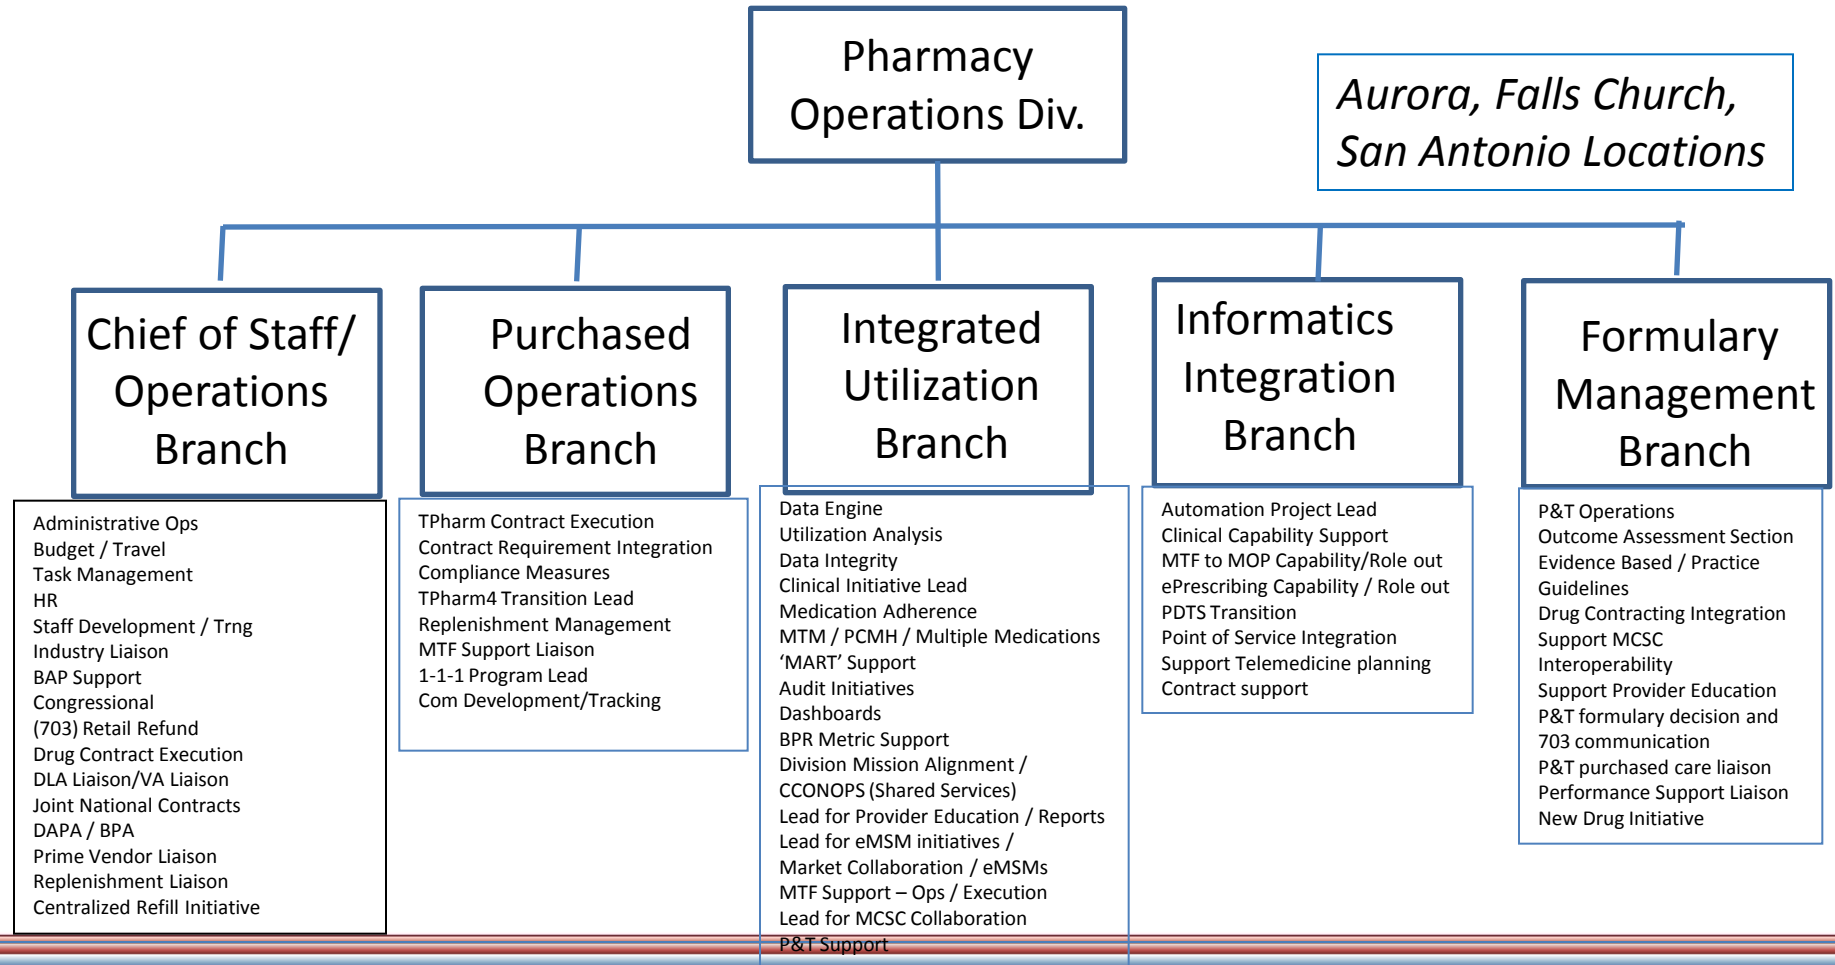 Pharmacy
Operations Div.
Aurora, Falls Church,
San Antonio Locations
Chief of Staff/
Operations
Branch
Administrative Ops
Budget / Travel
Task Management
HR
Staff Development / Trng
Industry Liaison
BAP Support
Congressional
(703) Retail Refund
Drug Contract Execution
DLA Liaison/VA Liaison
Joint National Contracts
DAPA / BPA
Prime Vendor Liaison
Replenishment Liaison
Centralized Refill Initiative
Purchased
Operations
Branch
TPharm Contract Execution
Contract Requirement Integration
Compliance Measures
TPharm4 Transition Lead
Replenishment Management
MTF Support Liaison
1-1-1 Program Lead
Com Development/Tracking
Integrated
Utilization
Branch
Data Engine
Utilization Analysis
Data Integrity
Clinical Initiative Lead
Medication Adherence
MTM / PCMH / Multiple Medications
‘MART’ Support
Audit Initiatives
Dashboards
BPR Metric Support
Division Mission Alignment /
CCONOPS (Shared Services)
Lead for Provider Education / Reports
Lead for eMSM initiatives /
Market Collaboration / eMSMs
MTF Support – Ops / Execution
Lead for MCSC Collaboration
P&T Support
Informatics
Integration
Branch
Automation Project Lead
Clinical Capability Support
MTF to MOP Capability/Role out
ePrescribing Capability / Role out
PDTS Transition
Point of Service Integration
Support Telemedicine planning
Contract support
Formulary
Management
Branch
P&T Operations
Outcome Assessment Section
Evidence Based / Practice
Guidelines
Drug Contracting Integration
Support MCSC
Interoperability
Support Provider Education
P&T formulary decision and
703 communication
P&T purchased care liaison
Performance Support Liaison
New Drug Initiative